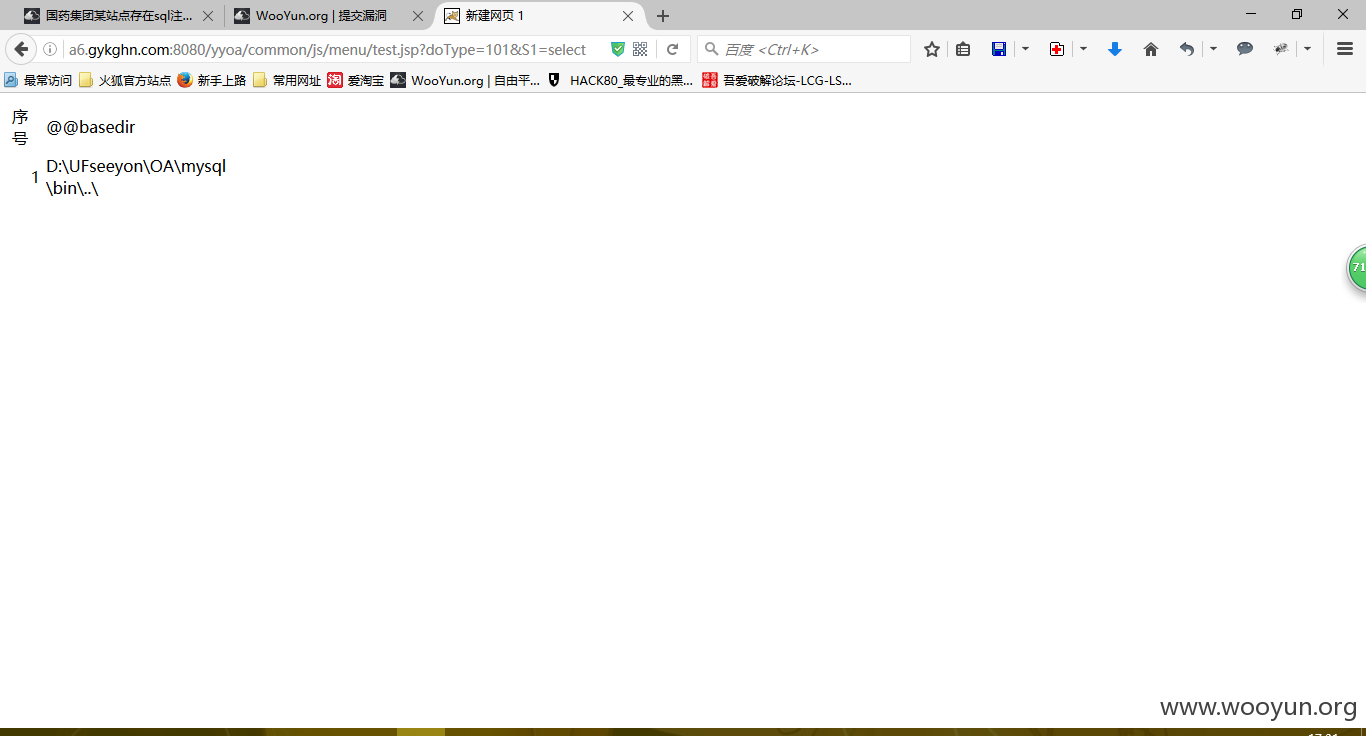 国药集团某站点存在sql注...
WooYun.org | 提交漏洞
新建网页 1
a6.gykghn.com:8080/yyoa/common/js/menu/test.jsp?doType=101&S1=select
百度 <Ctrl+K>
最常访问 火狐官方站点 新手上路 常用网址 爱淘宝 WooYun.org | 自由平... HACK80_最专业的黑... 吾爱破解论坛-LCG-LS...
序
号
@@basedir
1
D:\UFseeyon\OA\mysql
\bin\..\
71
www.wooyun.org